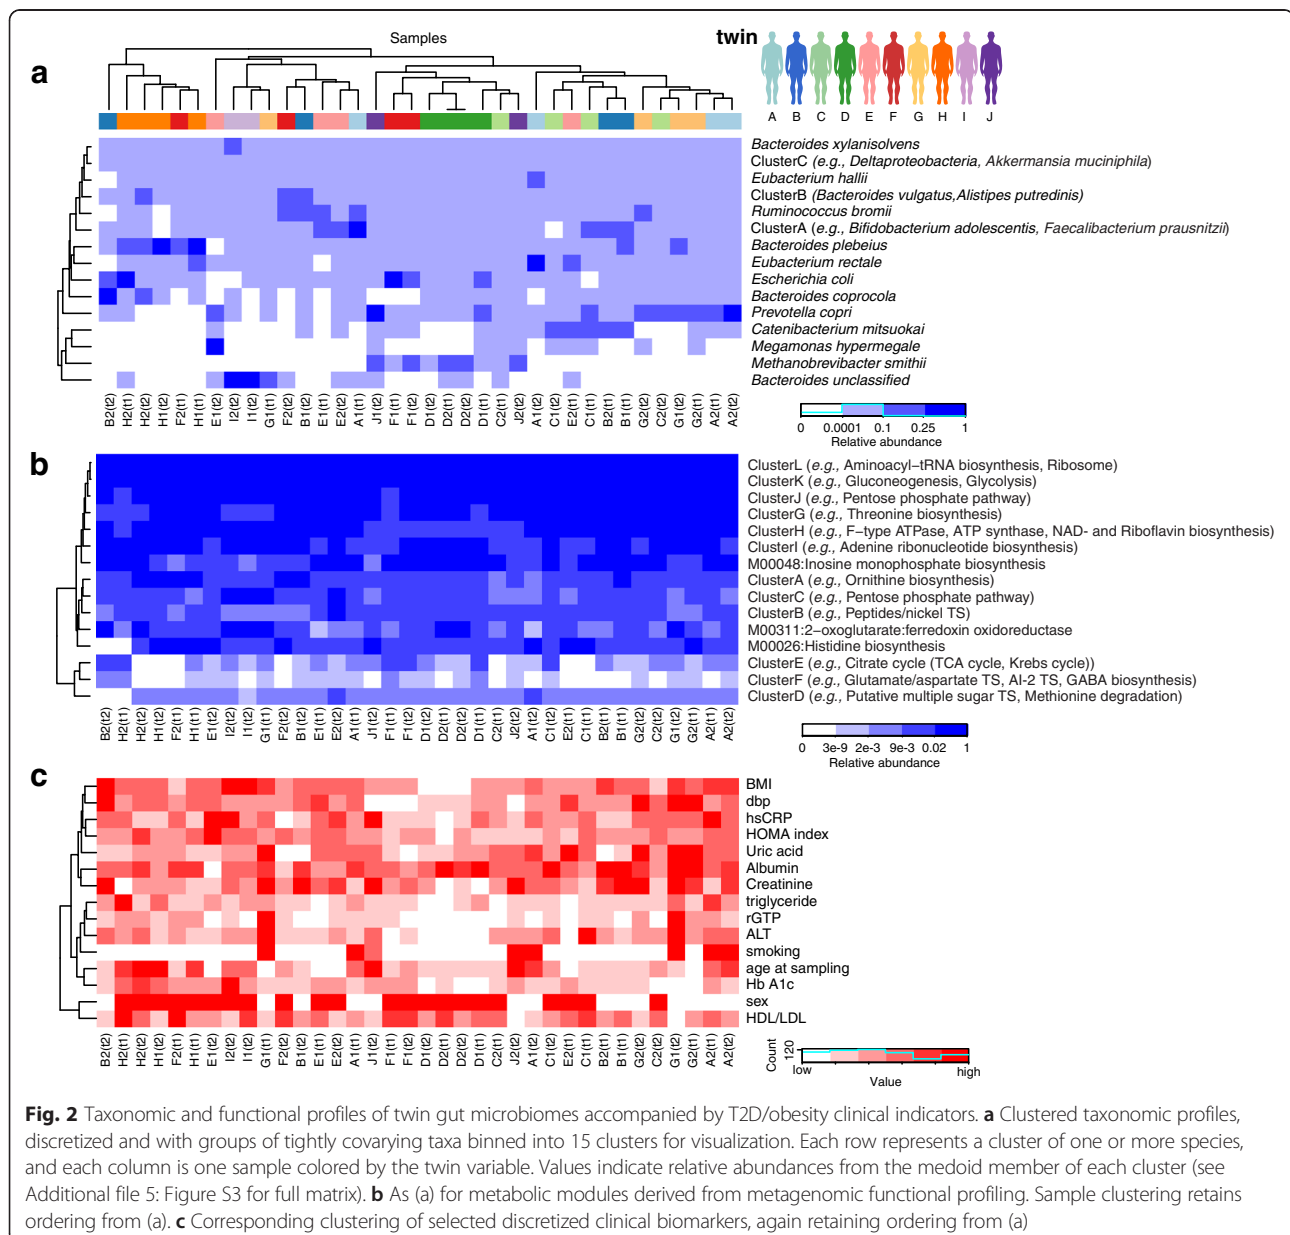 Samples
twin
A B C D E F G H I J
a
Bacteroides xylanisolvens
ClusterC (e.g., Deltaproteobacteria, Akkermansia muciniphila)
Eubacterium hallii
ClusterB (Bacteroides vulgatus,Alistipes putredinis)
Ruminococcus bromii
ClusterA (e.g., Bifidobacterium adolescentis, Faecalibacterium prausnitzii)
Bacteroides plebeius
Eubacterium rectale
Escherichia coli
Bacteroides coprocola
Prevotella copri
Catenibacterium mitsuokai
Megamonas hypermegale
Methanobrevibacter smithii
Bacteroides unclassified
B2(t2) H2(t1) H2(t2) H1(t2) F2(t1) H1(t1) E1(t2) I2(t2) I1(t2) G1(t1) F2(t2) B1(t2) E1(t1) E2(t2) A1(t1) J1(t2) F1(t1) F1(t2) D1(t2) D2(t1) D2(t2) D1(t1) C2(t1) J2(t2) A1(t2) C1(t2) E2(t1) C1(t1) B2(t1) B1(t1) G2(t2) C2(t2) G1(t2) G2(t1) A2(t1) A2(t2)
0 0.0001 0.1 0.25 1
Relative abundance
b
ClusterL (e.g., Aminoacyl-tRNA biosynthesis, Ribosome)
ClusterK (e.g., Gluconeogenesis, Glycolysis)
ClusterJ (e.g., Pentose phosphate pathway)
ClusterG (e.g., Threonine biosynthesis)
ClusterH (e.g., F-type ATPase, ATP synthase, NAD- and Riboflavin biosynthesis)
ClusterI (e.g., Adenine ribonucleotide biosynthesis)
M00048:Inosine monophosphate biosynthesis
ClusterA (e.g., Ornithine biosynthesis)
ClusterC (e.g., Pentose phosphate pathway)
ClusterB (e.g., Peptides/nickel TS)
M00311:2-oxoglutarate:ferredoxin oxidoreductase
M00026:Histidine biosynthesis
ClusterE (e.g., Citrate cycle (TCA cycle, Krebs cycle))
ClusterF (e.g., Glutamate/aspartate TS, AI-2 TS, GABA biosynthesis)
ClusterD (e.g., Putative multiple sugar TS, Methionine degradation)
B2(t2) H2(t1) H2(t2) H1(t2) F2(t1) H1(t1) E1(t2) I2(t2) I1(t2) G1(t1) F2(t2) B1(t2) E1(t1) E2(t2) A1(t1) J1(t2) F1(t1) F1(t2) D1(t2) D2(t1) D2(t2) D1(t1) C2(t1) J2(t2) A1(t2) C1(t2) E2(t1) C1(t1) B2(t1) B1(t1) G2(t2) C2(t2) G1(t2) G2(t1) A2(t1) A2(t2)
0 3e-9 2e-3 9e-3 0.02 1
Relative abundance
c
BMI
dbp
hsCRP
HOMA index
Uric acid
Albumin
Creatinine
triglyceride
rGTP
ALT
smoking
age at sampling
Hb A1c
sex
HDL/LDL
B2(t2) H2(t1) H2(t2) H1(t2) F2(t1) H1(t1) E1(t2) I2(t2) I1(t2) G1(t1) F2(t2) B1(t2) E1(t1) E2(t2) A1(t1) J1(t2) F1(t1) F1(t2) D1(t2) D2(t1) D2(t2) D1(t1) C2(t1) J2(t2) A1(t2) C1(t2) E2(t1) C1(t1) B2(t1) B1(t1) G2(t2) C2(t2) G1(t2) G2(t1) A2(t1) A2(t2)
Count
120
low high
Value
Fig. 2 Taxonomic and functional profiles of twin gut microbiomes accompanied by T2D/obesity clinical indicators. a Clustered taxonomic profiles,
discretized and with groups of tightly covarying taxa binned into 15 clusters for visualization. Each row represents a cluster of one or more species,
and each column is one sample colored by the twin variable. Values indicate relative abundances from the medoid member of each cluster (see
Additional file 5: Figure S3 for full matrix). b As (a) for metabolic modules derived from metagenomic functional profiling. Sample clustering retains
ordering from (a). c Corresponding clustering of selected discretized clinical biomarkers, again retaining ordering from (a)